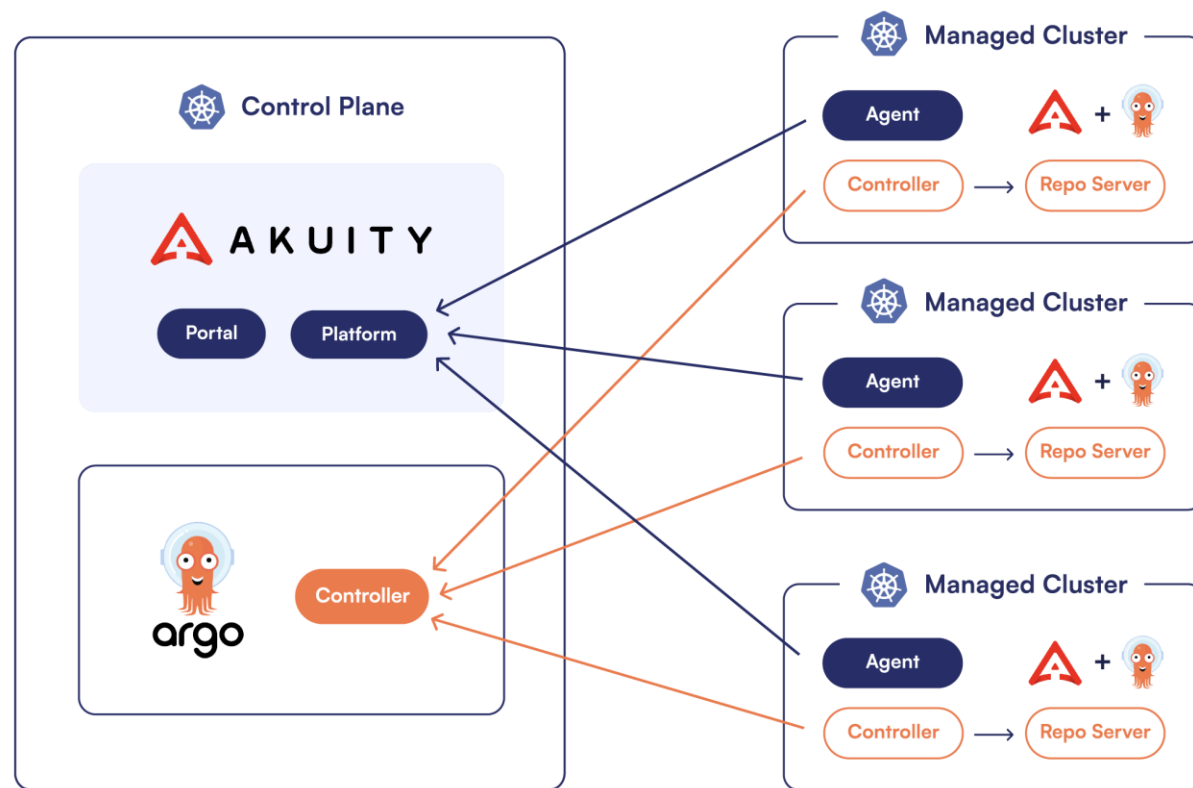 Control Plane
AKUITY
Portal
Platform
argo
Controller
Managed Cluster
Agent
+
Controller
Repo Server
Managed Cluster
Agent
+
Controller
Repo Server
Managed Cluster
Agent
+
Controller
Repo Server